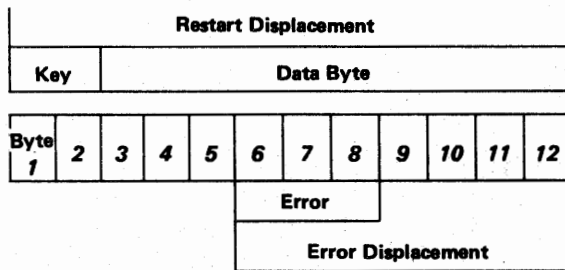 Restart Displacement
Key Data Byte
Byte
1 2 3 4 5 6 7 8 9 10 11 12
Error
Error Displacement